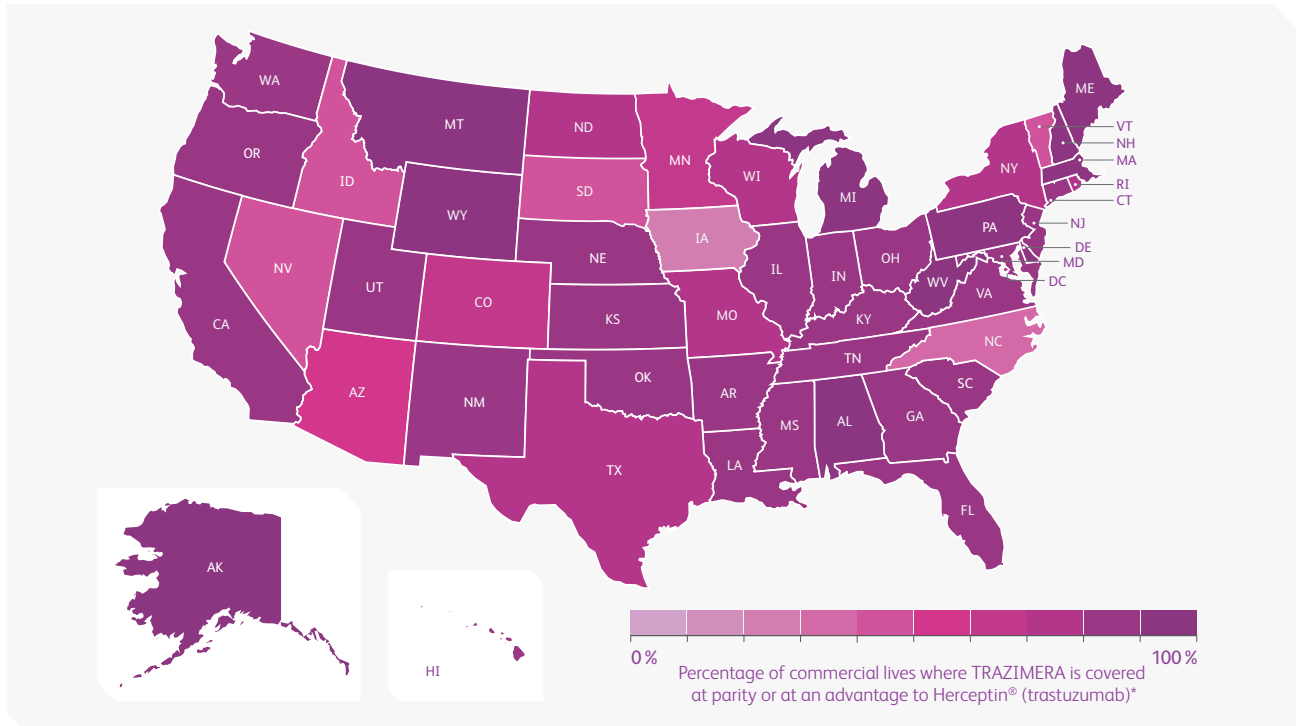 WA
MT
ND
MN
ME
VT
NH
MA
RI
CT
NJ
DE
MD
DC
OR
ID
SD
WI
NY
WY
MI
IA
PA
NV
UT
NE
IL
IN
OH
WV
VA
CO
CA
KS
MO
KY
NC
TN
AZ
NM
OK
AR
SC
MS
AL
GA
TX
LA
FL
AK
HI
0 %
100 %
Percentage of commercial lives where TRAZIMERA is covered
at parity or at an advantage to Herceptin® (trastuzumab)*